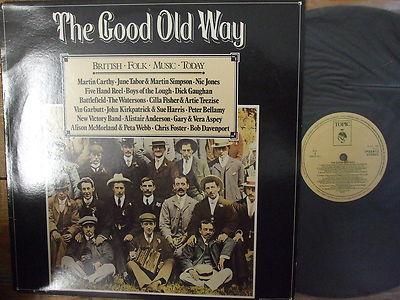 The Good Old Way
BRITISH · FOLK · MUSIC · TODAY
Martin Carthy · June Tabor & Martin Simpson · Nic Jones
Five Hand Reel · Boys of the Lough · Dick Gaughan
Battlefield · The Watersons · Cilla Fisher & Artie Trezise
Vin Garbutt · John Kirkpatrick & Sue Harris · Peter Bellamy
New Victory Band · Alistair Anderson · Gary & Vera Aspey
Alison McMorland & Peta Webb · Chris Foster · Bob Davenport
TOPIC